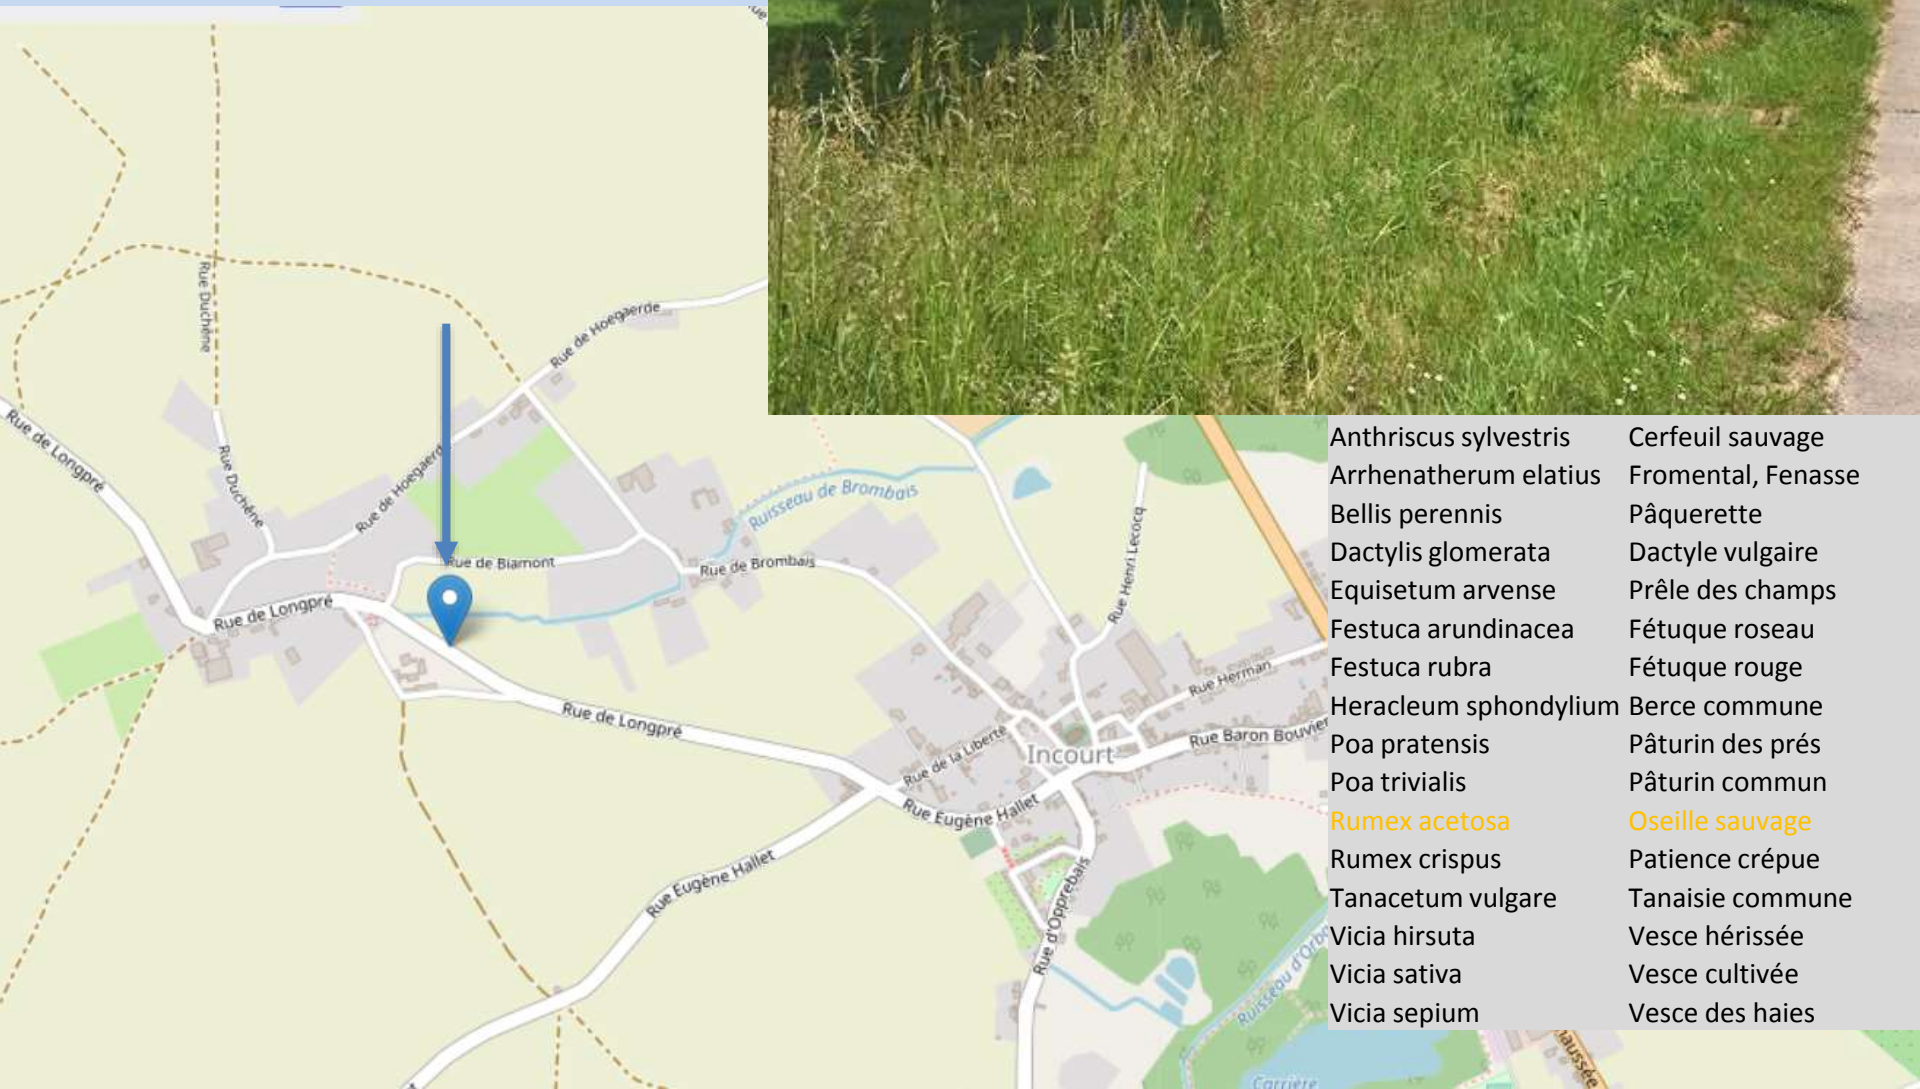 Rue Duchêne
Rue de Hoegaerde
Rue de Longpré
Rue Duchêne
Rue de Hoegaerde
Ruisseau de Brombais
Rue de Biamont
Rue de Brombais
Rue Henri Lecocq
Rue de Longpré
Rue de Longpré
Rue Herman
Rue de la Liberté
Incourt
Rue Baron Bouvier
Rue Eugène Hallet
Rue Eugène Hallet
Rue d'Opprebais
Ruisseau d'Orb
Carrière
Anthriscus sylvestris Cerfeuil sauvage
Arrhenatherum elatius Fromental, Fenasse
Bellis perennis Pâquerette
Dactylis glomerata Dactyle vulgaire
Equisetum arvense Prêle des champs
Festuca arundinacea Fétuque roseau
Festuca rubra Fétuque rouge
Heracleum sphondylium Berce commune
Poa pratensis Pâturin des prés
Poa trivialis Pâturin commun
Rumex acetosa Oseille sauvage
Rumex crispus Patience crépue
Tanacetum vulgare Tanaisie commune
Vicia hirsuta Vesce hérissée
Vicia sativa Vesce cultivée
Vicia sepium Vesce des haies